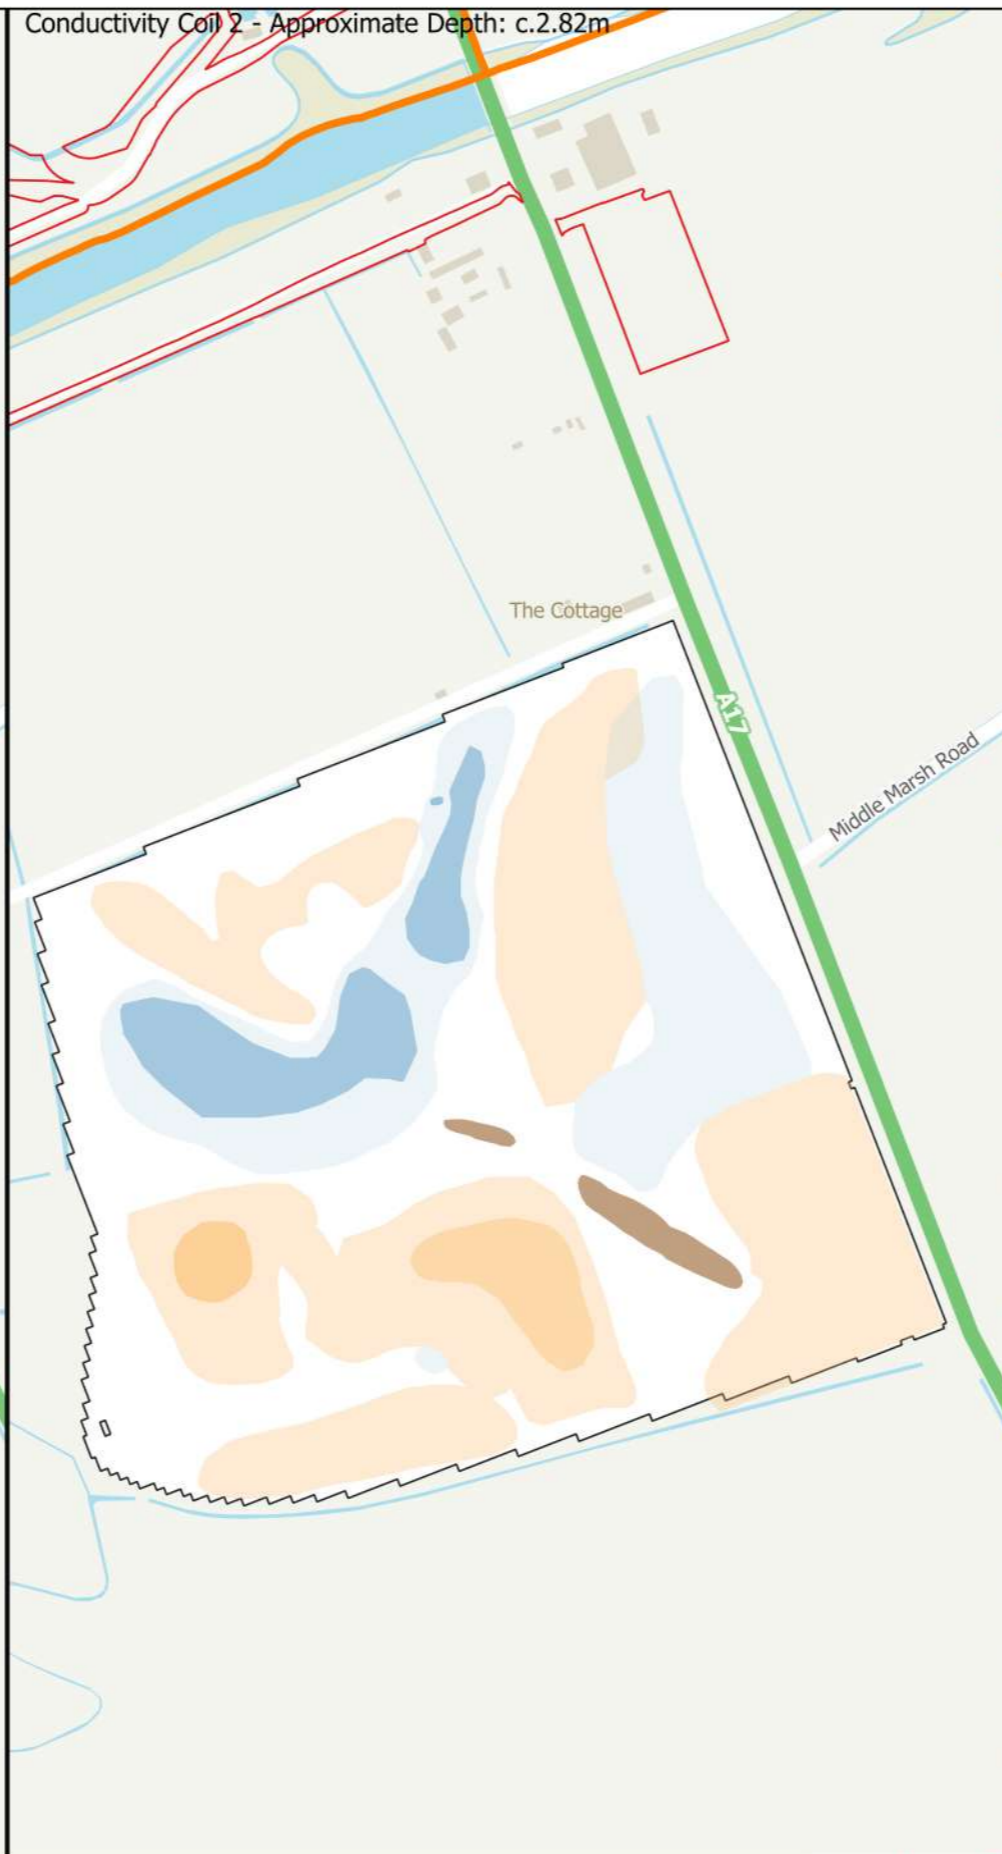 Conductivity Coil 2 - Approximate Depth: c.2.82m
The Cottage
A17
Middle Marsh Road